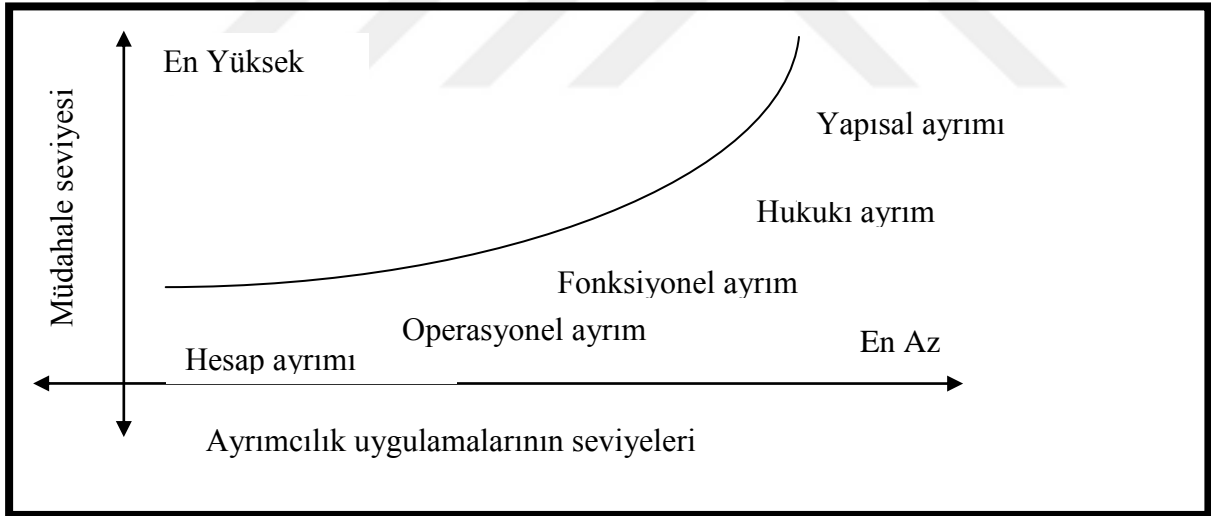 En Yüksek
Müdahale seviyesi
Yapısal ayrımı
Hukukı ayrım
Fonksiyonel ayrım
Operasyonel ayrım
En Az
Hesap ayrımı
Ayrımcılık uygulamalarının seviyeleri